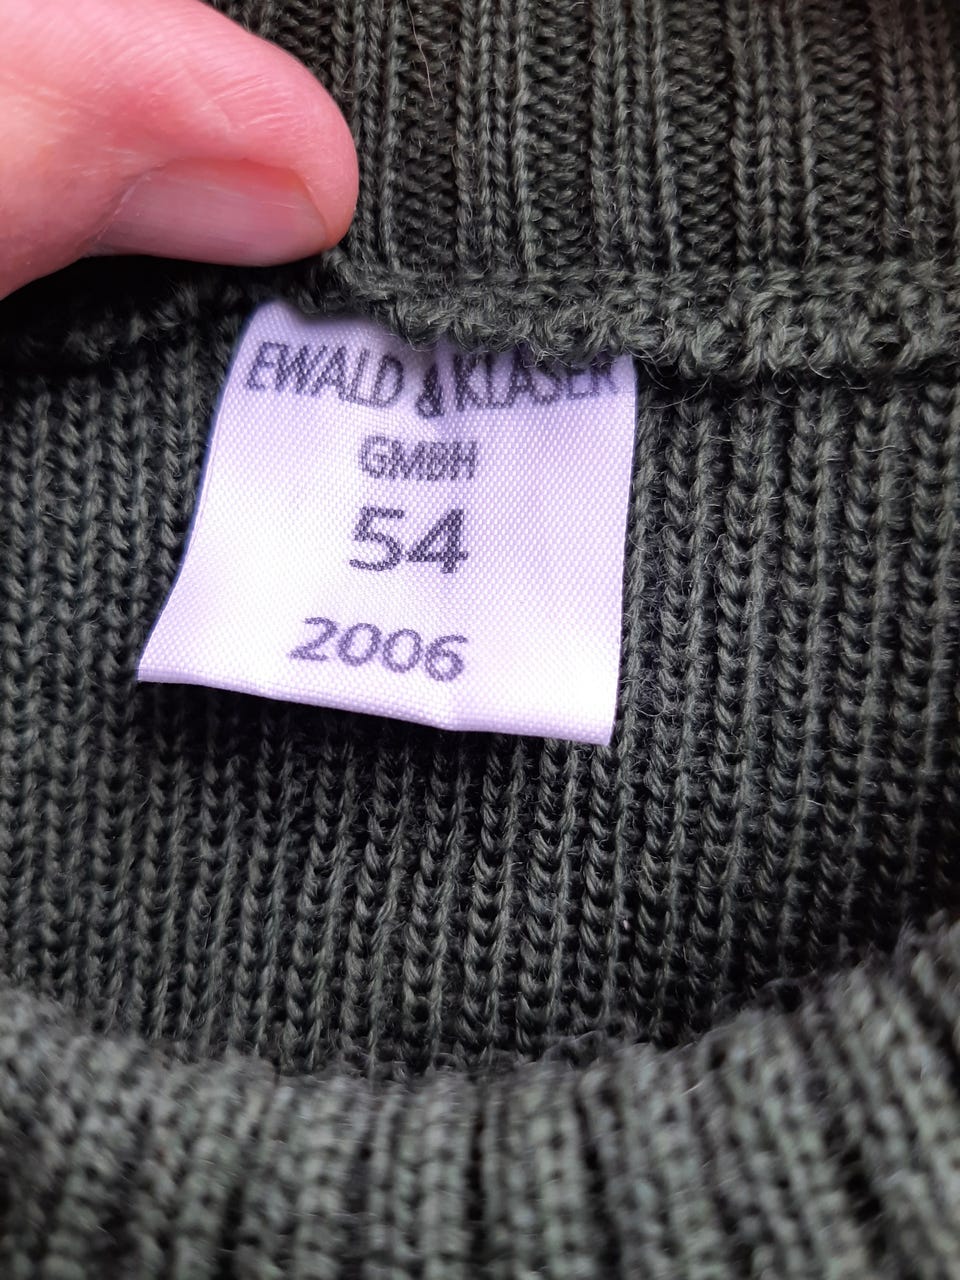 EWALD & KLASER
GMBH
54
2006